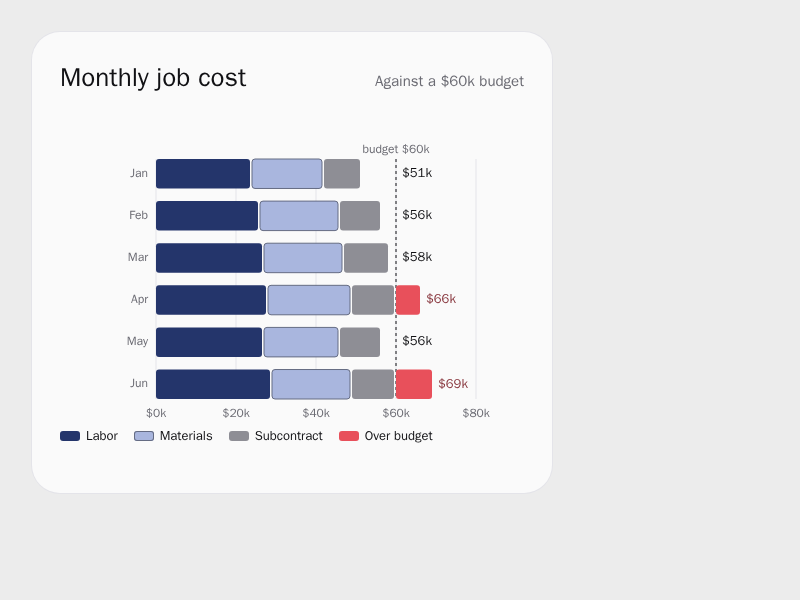 Monthly job cost
Against a $60k budget
budget $60k
Jan $51k
Feb $56k
Mar $58k
Apr $66k
May $56k
Jun $69k
$0k $20k $40k $60k $80k
Labor Materials Subcontract Over budget